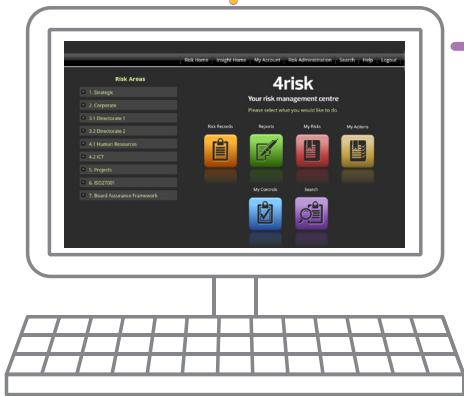 Risk Home Insight Home My Account Risk Administration Search Help Logout
Risk Areas
1. Strategic
2. Corporate
3.1 Directorate 1
3.2 Directorate 2
4.1 Human Resources
4.2 ICT
5. Projects
6. ISO27001
7. Board Assurance Framework
4risk
Your risk management centre
Please select what you would like to do
Risk Records Reports My Risks My Actions
My Controls Search